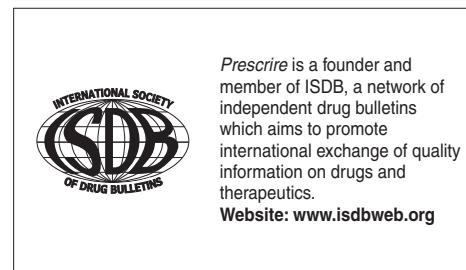 INTERNATIONAL SOCIETY
ISDB
OF DRUG BULLETINS
Prescrire is a founder and
member of ISDB, a network of
independent drug bulletins
which aims to promote
international exchange of quality
information on drugs and
therapeutics.
Website: www.isdbweb.org